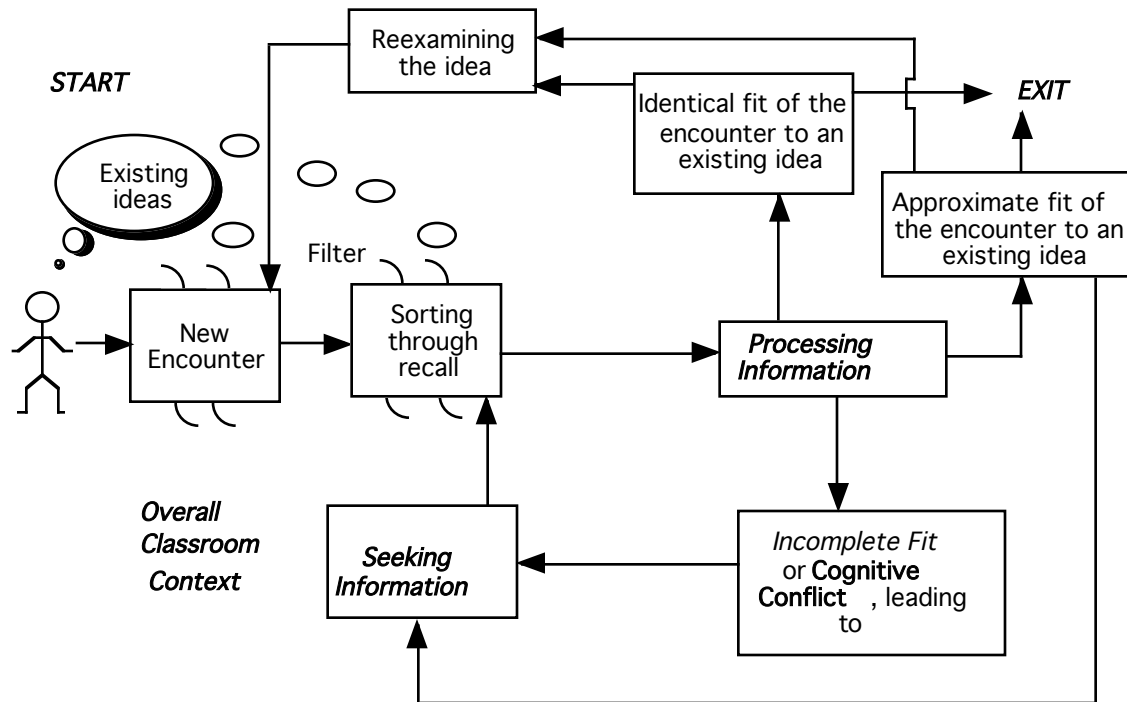 START
Existing
ideas
Reexamining
the idea
Identical fit of the
encounter to an
existing idea
EXIT
Approximate fit of
the encounter to an
existing idea
Filter
New
Encounter
Sorting
through
recall
Processing
Information
Overall
Classroom
Context
Seeking
Information
Incomplete Fit
or Cognitive
Conflict , leading
to